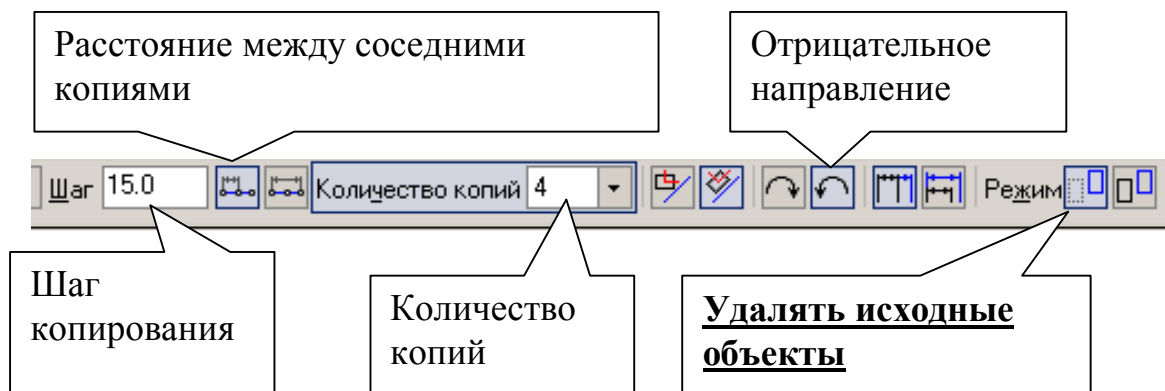 Расстояние между соседними
копиями
Отрицательное
направление
Шаг 15.0 Количество копий 4 Режим
Шаг
копирования
Количество
копий
Удалять исходные
объекты